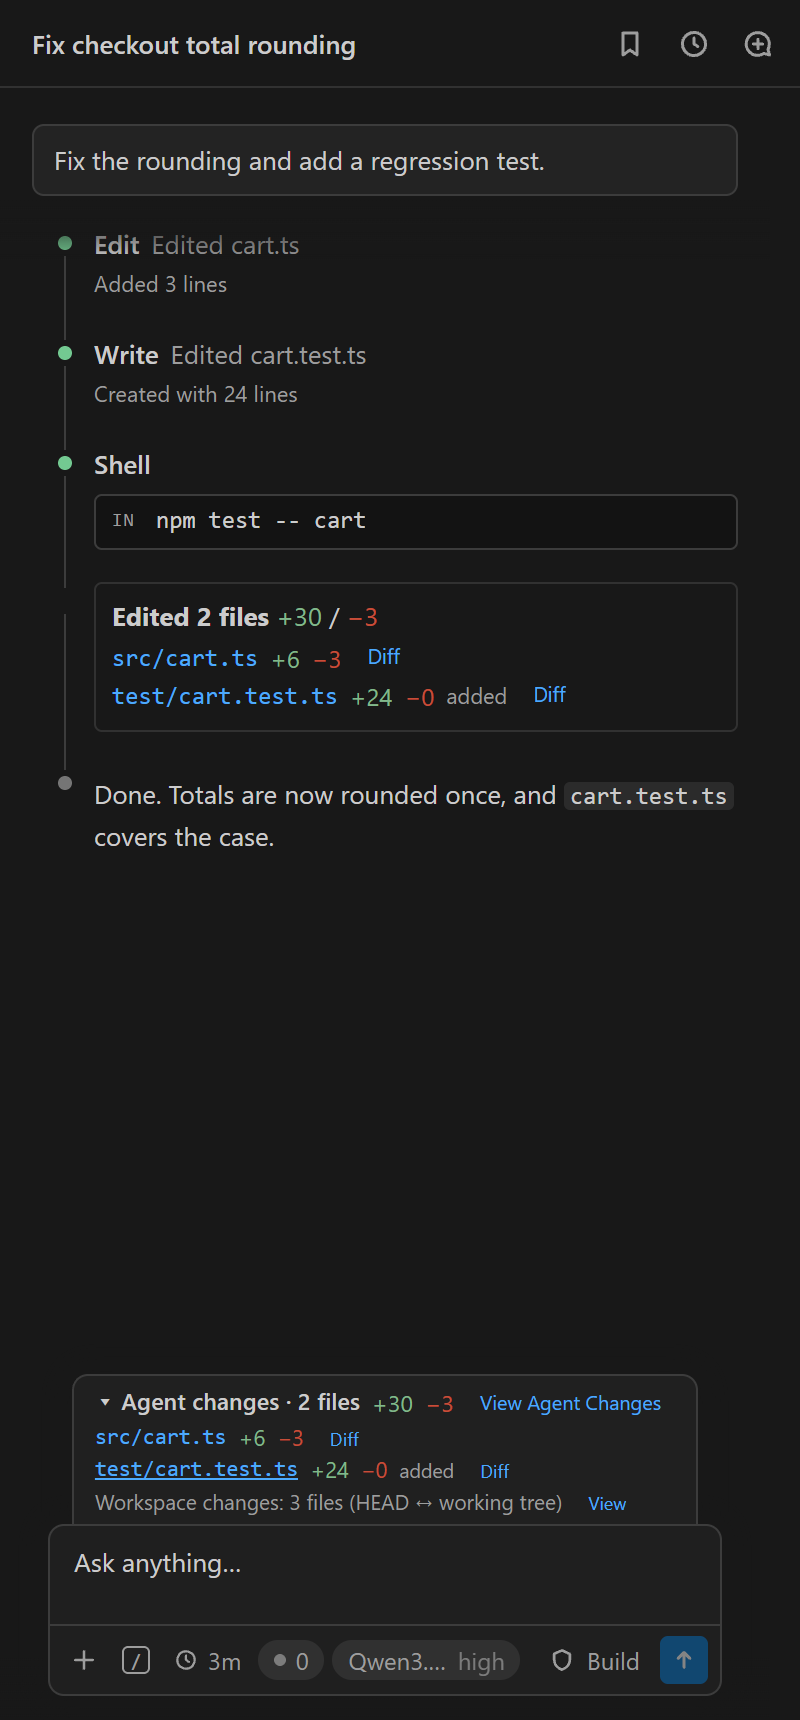 Fix checkout total rounding
Fix the rounding and add a regression test.
Edit Edited cart.ts
Added 3 lines
Write Edited cart.test.ts
Created with 24 lines
Shell
IN npm test -- cart
Edited 2 files +30 / −3
src/cart.ts +6 −3 Diff
test/cart.test.ts +24 −0 added Diff
Done. Totals are now rounded once, and cart.test.ts
covers the case.
▾ Agent changes · 2 files +30 −3 View Agent Changes
src/cart.ts +6 −3 Diff
test/cart.test.ts +24 −0 added Diff
Workspace changes: 3 files (HEAD ↔ working tree) View
Ask anything…
/ 3m 0 Qwen3.… high Build